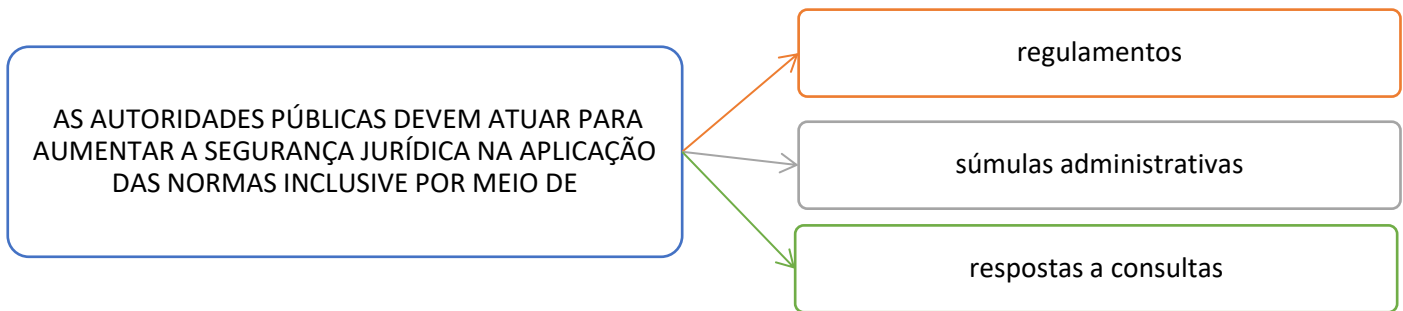 AS AUTORIDADES PÚBLICAS DEVEM ATUAR PARA
AUMENTAR A SEGURANÇA JURÍDICA NA APLICAÇÃO
DAS NORMAS INCLUSIVE POR MEIO DE
regulamentos
súmulas administrativas
respostas a consultas